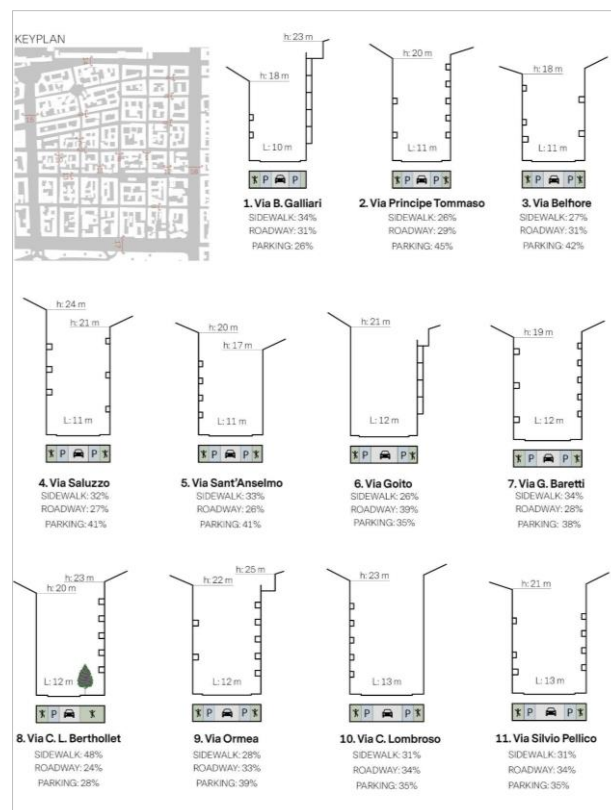 KEYPLAN
h: 23 m
h: 18 m
L: 10 m
P P
1. Via B. Galliari
SIDEWALK: 34%
ROADWAY: 31%
PARKING: 26%
h: 20 m
L: 11 m
P P
2. Via Principe Tommaso
SIDEWALK: 26%
ROADWAY: 29%
PARKING: 45%
h: 18 m
L: 11 m
P P
3. Via Belfiore
SIDEWALK: 27%
ROADWAY: 31%
PARKING: 42%
h: 24 m
h: 21 m
L: 11 m
P P
4. Via Saluzzo
SIDEWALK: 32%
ROADWAY: 27%
PARKING: 41%
h: 20 m
h: 17 m
L: 11 m
P P
5. Via Sant'Anselmo
SIDEWALK: 33%
ROADWAY: 26%
PARKING: 41%
h: 21 m
L: 12 m
P P
6. Via Goito
SIDEWALK: 26%
ROADWAY: 39%
PARKING: 35%
h: 19 m
L: 12 m
P P
7. Via G. Baretti
SIDEWALK: 34%
ROADWAY: 28%
PARKING: 38%
h: 23 m
h: 20 m
L: 12 m
P
8. Via C. L. Berthollet
SIDEWALK: 48%
ROADWAY: 24%
PARKING: 28%
h: 25 m
h: 22 m
L: 12 m
P P
9. Via Ormea
SIDEWALK: 28%
ROADWAY: 33%
PARKING: 39%
h: 23 m
L: 13 m
P P
10. Via C. Lombroso
SIDEWALK: 31%
ROADWAY: 34%
PARKING: 35%
h: 21 m
L: 13 m
P P
11. Via Silvio Pellico
SIDEWALK: 31%
ROADWAY: 34%
PARKING: 35%